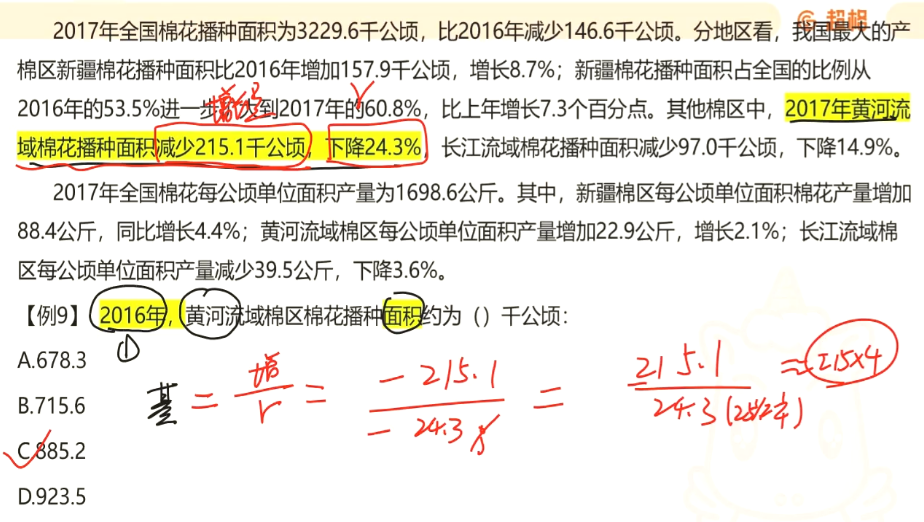 超格
2017年全国棉花播种面积为3229.6千公顷，比2016年减少146.6千公顷。分地区看，我国最大的产
棉区新疆棉花播种面积比2016年增加157.9千公顷，增长8.7%；新疆棉花播种面积占全国的比例从
2016年的53.5%进一步扩大到2017年的60.8%，比上年增长7.3个百分点。其他棉区中，2017年黄河流
域棉花播种面积减少215.1千公顷，下降24.3%，长江流域棉花播种面积减少97.0千公顷，下降14.9%。
2017年全国棉花每公顷单位面积产量为1698.6公斤。其中，新疆棉区每公顷单位面积棉花产量增加
88.4公斤，同比增长4.4%；黄河流域棉区每公顷单位面积产量增加22.9公斤，增长2.1%；长江流域棉
区每公顷单位面积产量减少39.5公斤，下降3.6%。
【例9】2016年，黄河流域棉区棉花播种面积约为（）千公顷：
①
A.678.3
B.715.6
C.885.2
D.923.5
基 = 增/r = -215.1/-24.3% = 215.1/24.3 ≈215×4